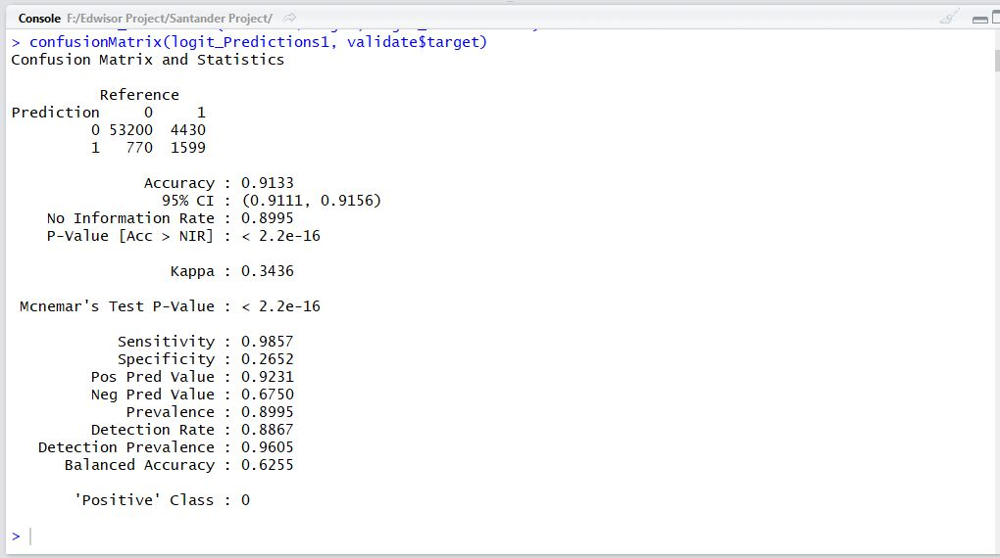 Console F:/Edwisor Project/Santander Project/
> confusionMatrix(logit_Predictions1, validate$target)
Confusion Matrix and Statistics
Reference
Prediction 0 1
0 53200 4430
1 770 1599
Accuracy : 0.9133
95% CI : (0.9111, 0.9156)
No Information Rate : 0.8995
P-Value [Acc > NIR] : < 2.2e-16
Kappa : 0.3436
Mcnemar's Test P-Value : < 2.2e-16
Sensitivity : 0.9857
Specificity : 0.2652
Pos Pred Value : 0.9231
Neg Pred Value : 0.6750
Prevalence : 0.8995
Detection Rate : 0.8867
Detection Prevalence : 0.9605
Balanced Accuracy : 0.6255
'Positive' Class : 0
>